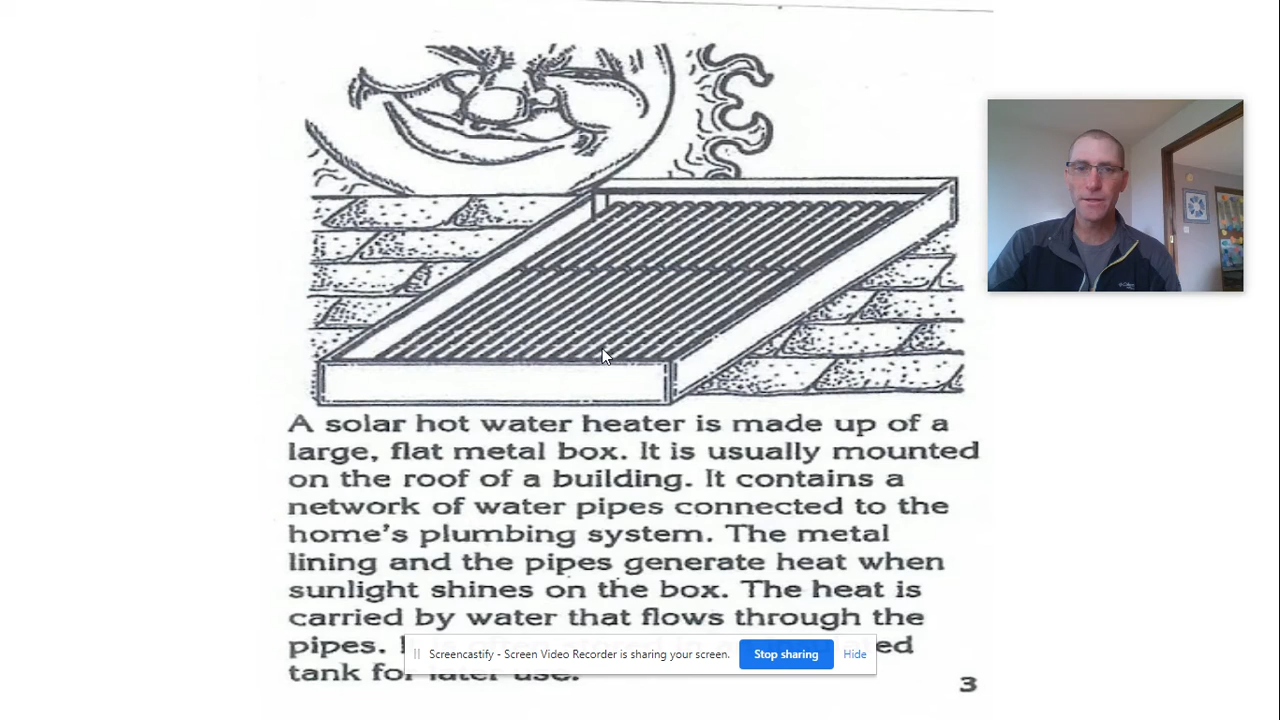 A solar hot water heater is made up of a
large, flat metal box. It is usually mounted
on the roof of a building. It contains a
network of water pipes connected to the
home's plumbing system. The metal
lining and the pipes generate heat when
sunlight shines on the box. The heat is
carried by water that flows through the
pipes.
Screencastify - Screen Video Recorder is sharing your screen. Stop sharing Hide
tank for later use.
3